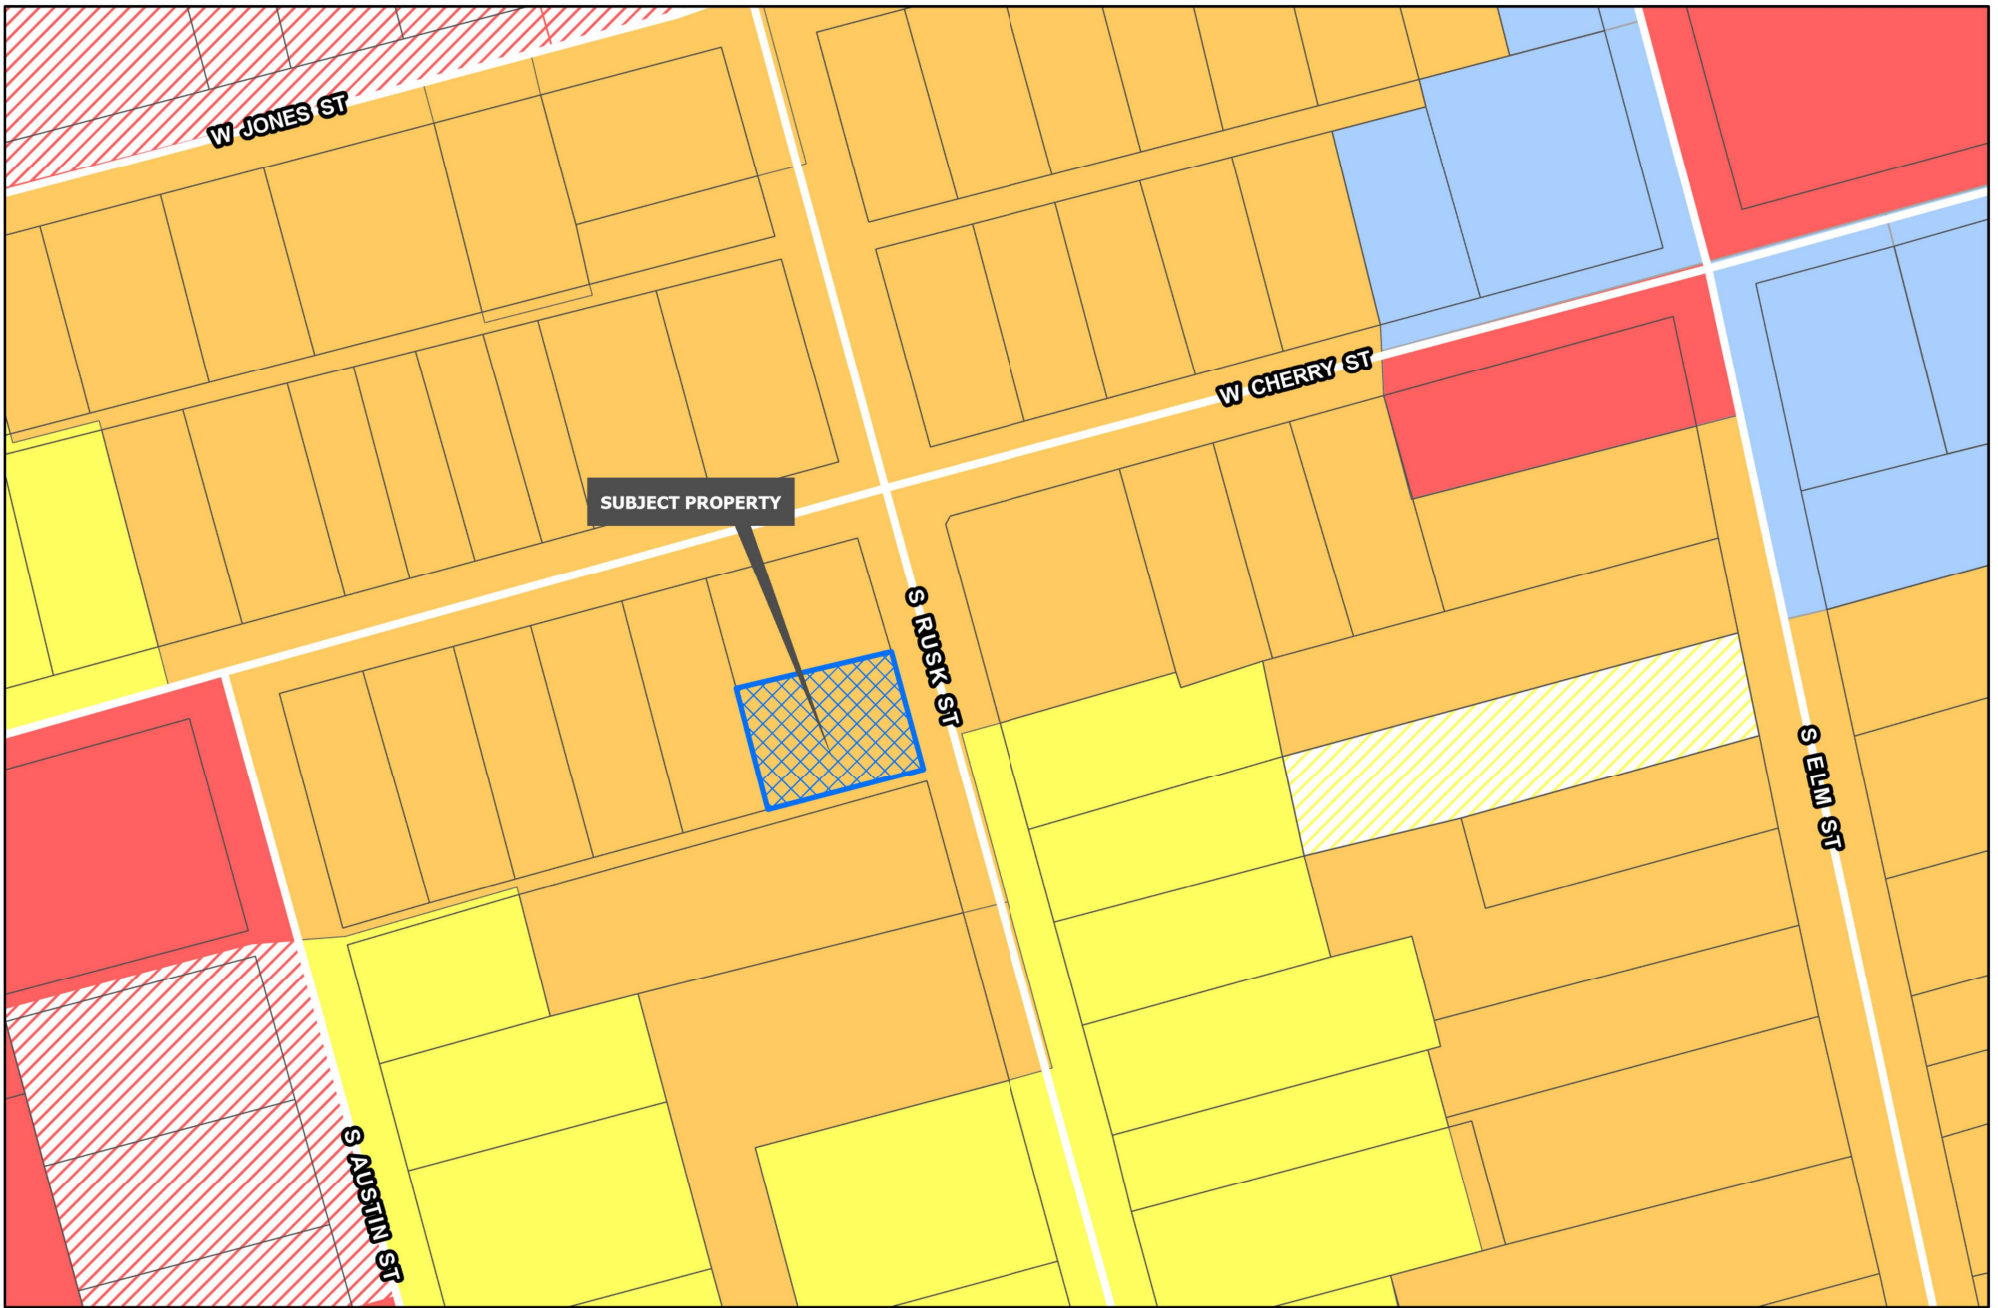 W JONES ST
W CHERRY ST
SUBJECT PROPERTY
S RUSK ST
S ELM ST
S AUSTIN ST